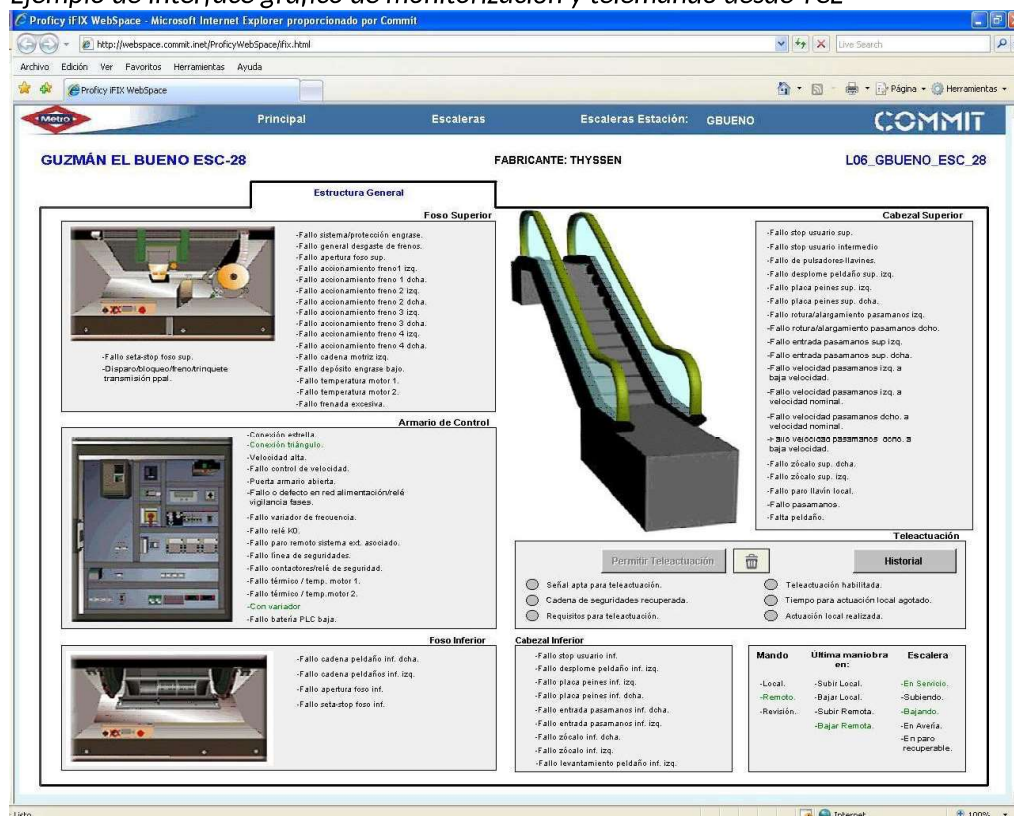 Ejemplo de interface gráfico de monitorización y telemando desde TCE
Proficy iFIX WebSpace - Microsoft Internet Explorer proporcionado por Commit
http://webspace.commit.inet/ProficyWebSpace/ifix.html
Live Search
Archivo Edición Ver Favoritos Herramientas Ayuda
Proficy iFIX WebSpace
Página Herramientas
Metro
Principal Escaleras Escaleras Estación: GBUENO
COMMIT
GUZMÁN EL BUENO ESC-28
FABRICANTE: THYSSEN
L06_GBUENO_ESC_28
Estructura General
Foso Superior
-Fallo sistema/protección engrase.
-Fallo general desgaste de frenos.
-Fallo apertura foso sup.
-Fallo accionamiento freno1 izq.
-Fallo accionamiento freno 1 dcha.
-Fallo accionamiento freno 2 izq.
-Fallo accionamiento freno 2 dcha.
-Fallo accionamiento freno 3 izq.
-Fallo accionamiento freno 3 dcha.
-Fallo accionamiento freno 4 izq.
-Fallo accionamiento freno 4 dcha.
-Fallo cadena motriz izq.
-Fallo depósito engrase bajo.
-Fallo temperatura motor 1.
-Fallo temperatura motor 2.
-Fallo frenada excesiva.
-Fallo seta-stop foso sup.
-Disparo/bloqueo/freno/trinquete
transmisión ppal.
Cabezal Superior
-Fallo stop usuario sup.
-Fallo stop usuario intermedio
-Fallo de pulsadores-llavines.
-Fallo desplome peldaño sup. izq.
-Fallo placa peines sup. izq.
-Fallo placa peines sup. dcha.
-Fallo rotura/alargamiento pasamanos izq.
-Fallo rotura/alargamiento pasamanos dcho.
-Fallo entrada pasamanos sup izq.
-Fallo entrada pasamanos sup. dcha.
-Fallo velocidad pasamanos izq. a
baja velocidad.
-Fallo velocidad pasamanos izq. a
velocidad nominal.
-Fallo velocidad pasamanos dcho. a
velocidad nominal.
-Fallo velocidad pasamanos dcho. a
baja velocidad.
-Fallo zócalo sup. dcha.
-Fallo zócalo sup. izq.
-Fallo paro llavín local.
-Fallo pasamanos.
-Falta peldaño.
Armario de Control
-Conexión estrella.
-Conexión triángulo.
-Velocidad alta.
-Fallo control de velocidad.
-Puerta armario abierta.
-Fallo o defecto en red alimentación/relé
vigilancia fases.
-Fallo variador de frecuencia.
-Fallo relé KO.
-Fallo paro remoto sistema ext. asociado.
-Fallo línea de seguridades.
-Fallo contactores/relé de seguridad.
-Fallo térmico / temp. motor 1.
-Fallo térmico / temp.motor 2.
-Con variador
-Fallo batería PLC baja.
Teleactuación
Permitir Teleactuación
Historial
Señal apta para teleactuación.
Cadena de seguridades recuperada.
Requisitos para teleactuación.
Teleactuación habilitada.
Tiempo para actuación local agotado.
Actuación local realizada.
Foso Inferior
-Fallo cadena peldaño inf. dcha.
-Fallo cadena peldaños inf. izq.
-Fallo apertura foso inf.
-Fallo seta-stop foso inf.
Cabezal Inferior
-Fallo stop usuario inf.
-Fallo desplome peldaño inf. izq.
-Fallo placa peines inf. izq.
-Fallo placa peines inf. dcha.
-Fallo entrada pasamanos inf. dcha.
-Fallo entrada pasamanos inf. izq.
-Fallo zócalo inf. dcha.
-Fallo zócalo inf. izq.
-Fallo levantamiento peldaño inf. izq.
Mando
-Local.
-Remoto.
-Revisión.
Última maniobra
en:
-Subir Local.
-Bajar Local.
-Subir Remota.
-Bajar Remota.
Escalera
-En Servicio.
-Subiendo.
-Bajando.
-En Avería.
-En paro
recuperable.
Listo
Internet
100%